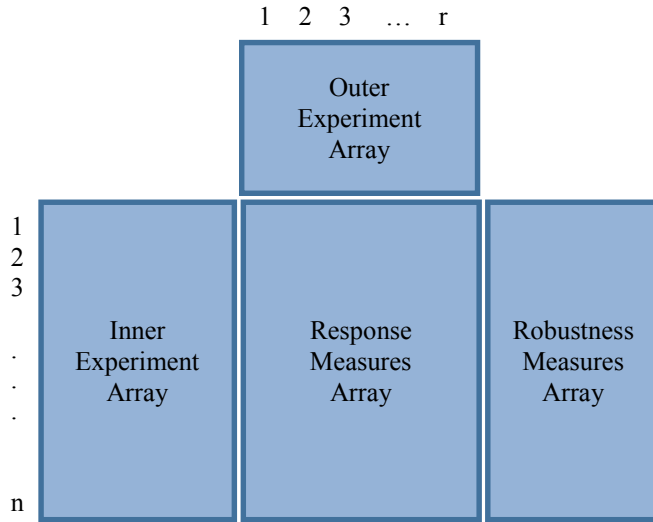 1 2 3 … r
Outer
Experiment
Array
1
2
3
.
.
.
n
Inner
Experiment
Array
Response
Measures
Array
Robustness
Measures
Array